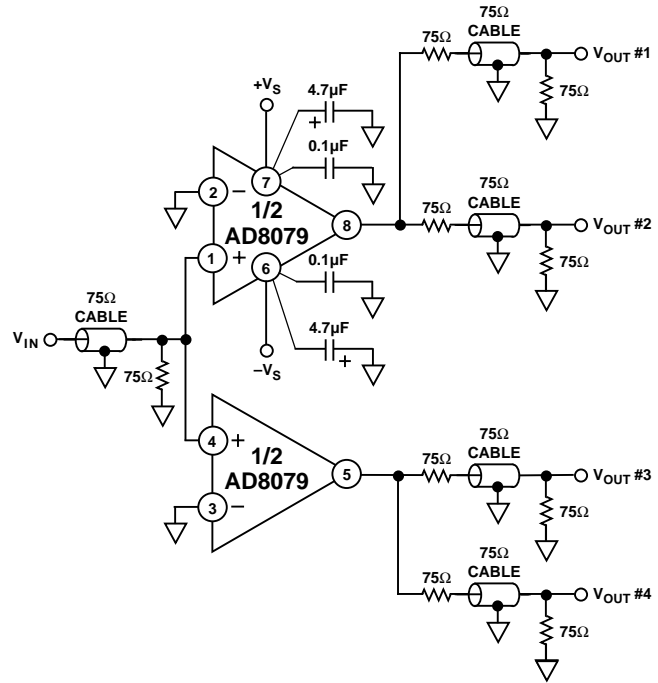 75Ω
CABLE
75Ω
V_OUT #1
75Ω
+V_S
4.7µF
+
0.1µF
7
2
−
1/2
AD8079
8
1
+
6
75Ω
CABLE
75Ω
V_OUT #2
75Ω
0.1µF
4.7µF
+
−V_S
75Ω
CABLE
V_IN
75Ω
4
+
1/2
AD8079
5
3
−
75Ω
CABLE
75Ω
V_OUT #3
75Ω
75Ω
CABLE
75Ω
V_OUT #4
75Ω